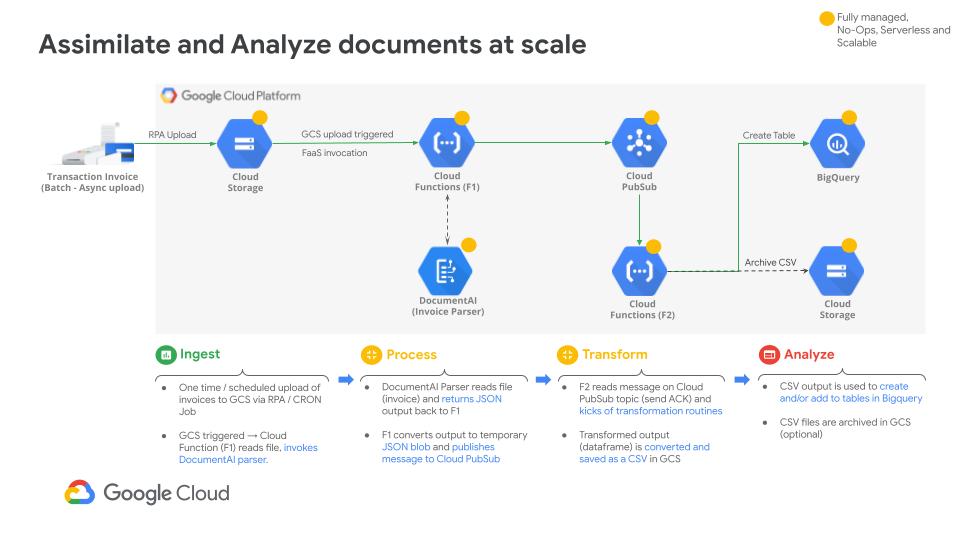 Assimilate and Analyze documents at scale
Fully managed,
No-Ops, Serverless and
Scalable
Google Cloud Platform
RPA Upload
GCS upload triggered
FaaS invocation
Create Table
Transaction Invoice
(Batch - Async upload)
Cloud
Storage
Cloud
Functions (F1)
Cloud
PubSub
BigQuery
Archive CSV
DocumentAI
(Invoice Parser)
Cloud
Functions (F2)
Cloud
Storage
Ingest
● One time / scheduled upload of
invoices to GCS via RPA / CRON
Job
● GCS triggered → Cloud
Function (F1) reads file, invokes
DocumentAI parser.
Process
● DocumentAI Parser reads file
(invoice) and returns JSON
output back to F1
● F1 converts output to temporary
JSON blob and publishes
message to Cloud PubSub
Transform
● F2 reads message on Cloud
PubSub topic (send ACK) and
kicks of transformation routines
● Transformed output
(dataframe) is converted and
saved as a CSV in GCS
Analyze
● CSV output is used to create
and/or add to tables in Bigquery
● CSV files are archived in GCS
(optional)
Google Cloud